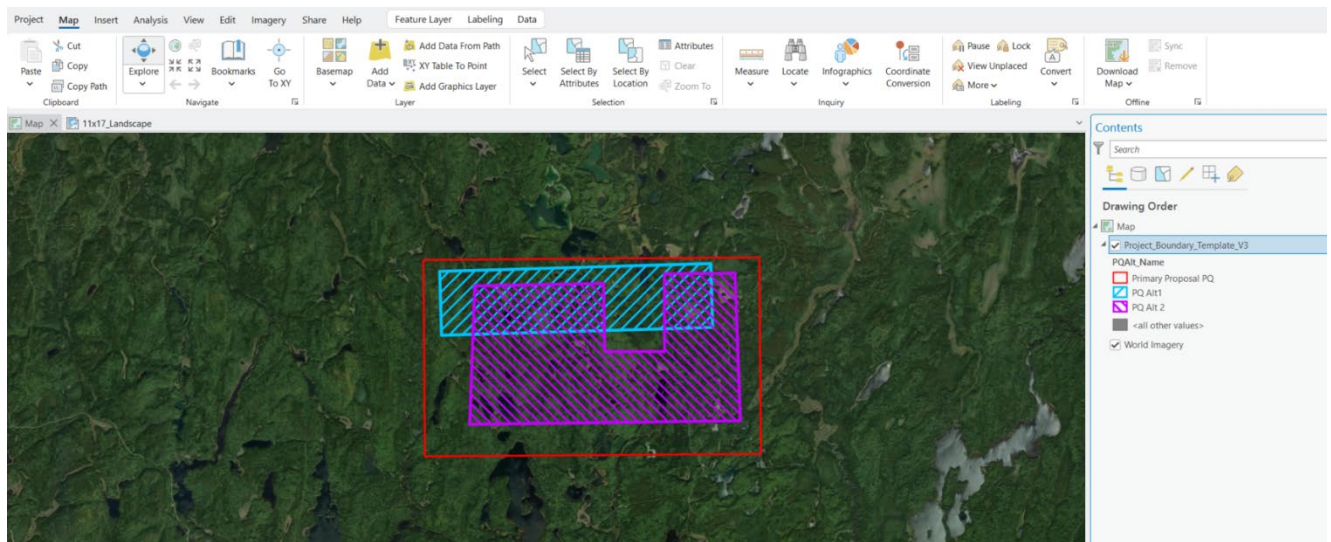 Project Map Insert Analysis View Edit Imagery Share Help Feature Layer Labeling Data
Paste
Cut
Copy
Copy Path
Clipboard
Explore
Bookmarks
Go To XY
Navigate
Basemap
Add Data
Add Data From Path
XY Table To Point
Add Graphics Layer
Layer
Select
Select By Attributes
Select By Location
Attributes
Clear
Zoom To
Selection
Measure
Locate
Infographics
Coordinate Conversion
Inquiry
Pause Lock
View Unplaced
More
Convert
Labeling
Download Map
Sync
Remove
Offline
Map 11x17_Landscape
Contents
Search
Drawing Order
Map
Project_Boundary_Template_V3
PQAlt_Name
Primary Proposal PQ
PQ Alt1
PQ Alt 2
<all other values>
World Imagery